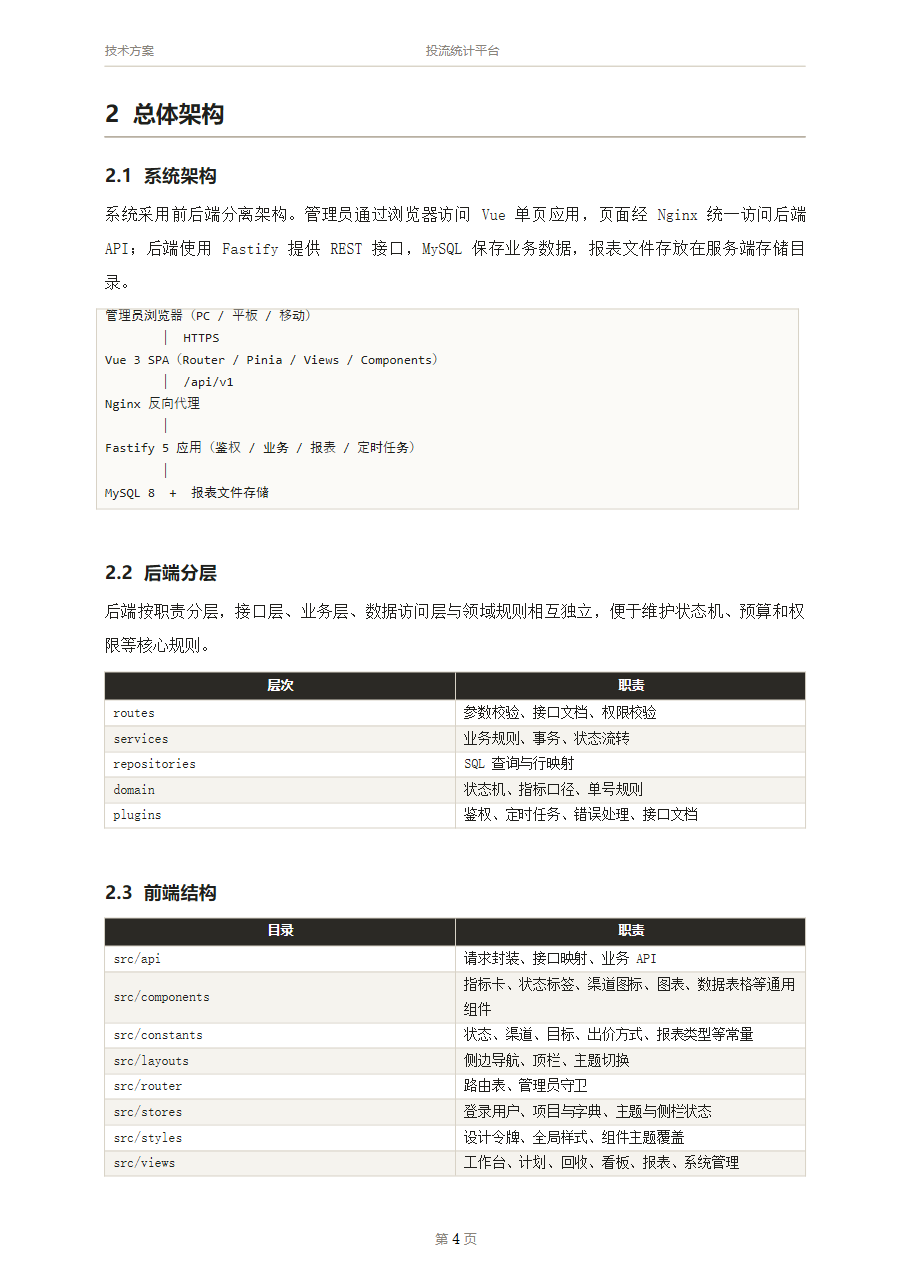 技术方案 投流统计平台
2 总体架构
2.1 系统架构
系统采用前后端分离架构。管理员通过浏览器访问 Vue 单页应用，页面经 Nginx 统一访问后端
API；后端使用 Fastify 提供 REST 接口，MySQL 保存业务数据，报表文件存放在服务端存储目
录。
管理员浏览器（PC / 平板 / 移动）
│ HTTPS
Vue 3 SPA（Router / Pinia / Views / Components）
│ /api/v1
Nginx 反向代理
│
Fastify 5 应用（鉴权 / 业务 / 报表 / 定时任务）
│
MySQL 8 + 报表文件存储
2.2 后端分层
后端按职责分层，接口层、业务层、数据访问层与领域规则相互独立，便于维护状态机、预算和权
限等核心规则。
层次 职责
routes 参数校验、接口文档、权限校验
services 业务规则、事务、状态流转
repositories SQL 查询与行映射
domain 状态机、指标口径、单号规则
plugins 鉴权、定时任务、错误处理、接口文档
2.3 前端结构
目录 职责
src/api 请求封装、接口映射、业务 API
src/components 指标卡、状态标签、渠道图标、图表、数据表格等通用
组件
src/constants 状态、渠道、目标、出价方式、报表类型等常量
src/layouts 侧边导航、顶栏、主题切换
src/router 路由表、管理员守卫
src/stores 登录用户、项目与字典、主题与侧栏状态
src/styles 设计令牌、全局样式、组件主题覆盖
src/views 工作台、计划、回收、看板、报表、系统管理
第 4 页